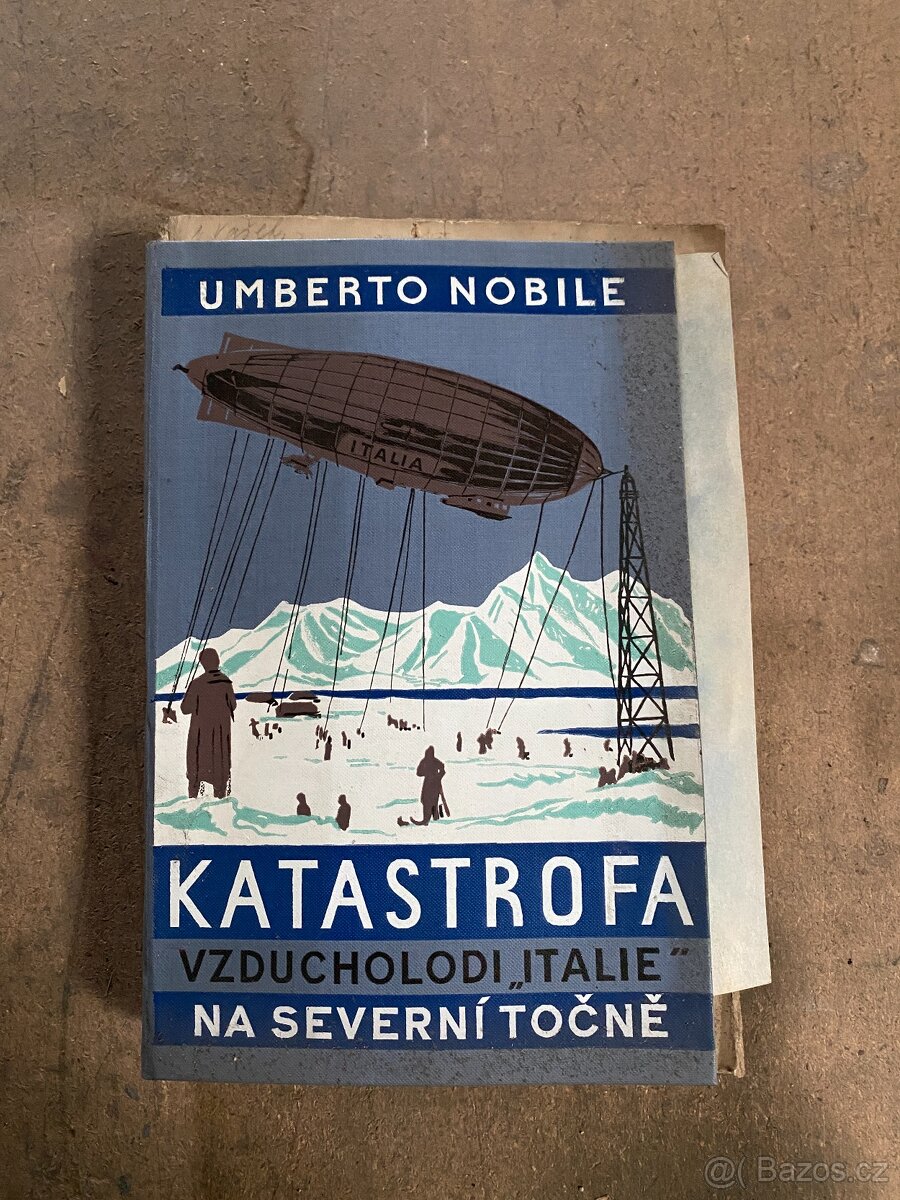 UMBERTO NOBILE
ITALIA
KATASTROFA
VZDUCHOLODI „ITALIE"
NA SEVERNÍ TOČNĚ
@( Bazos.cz